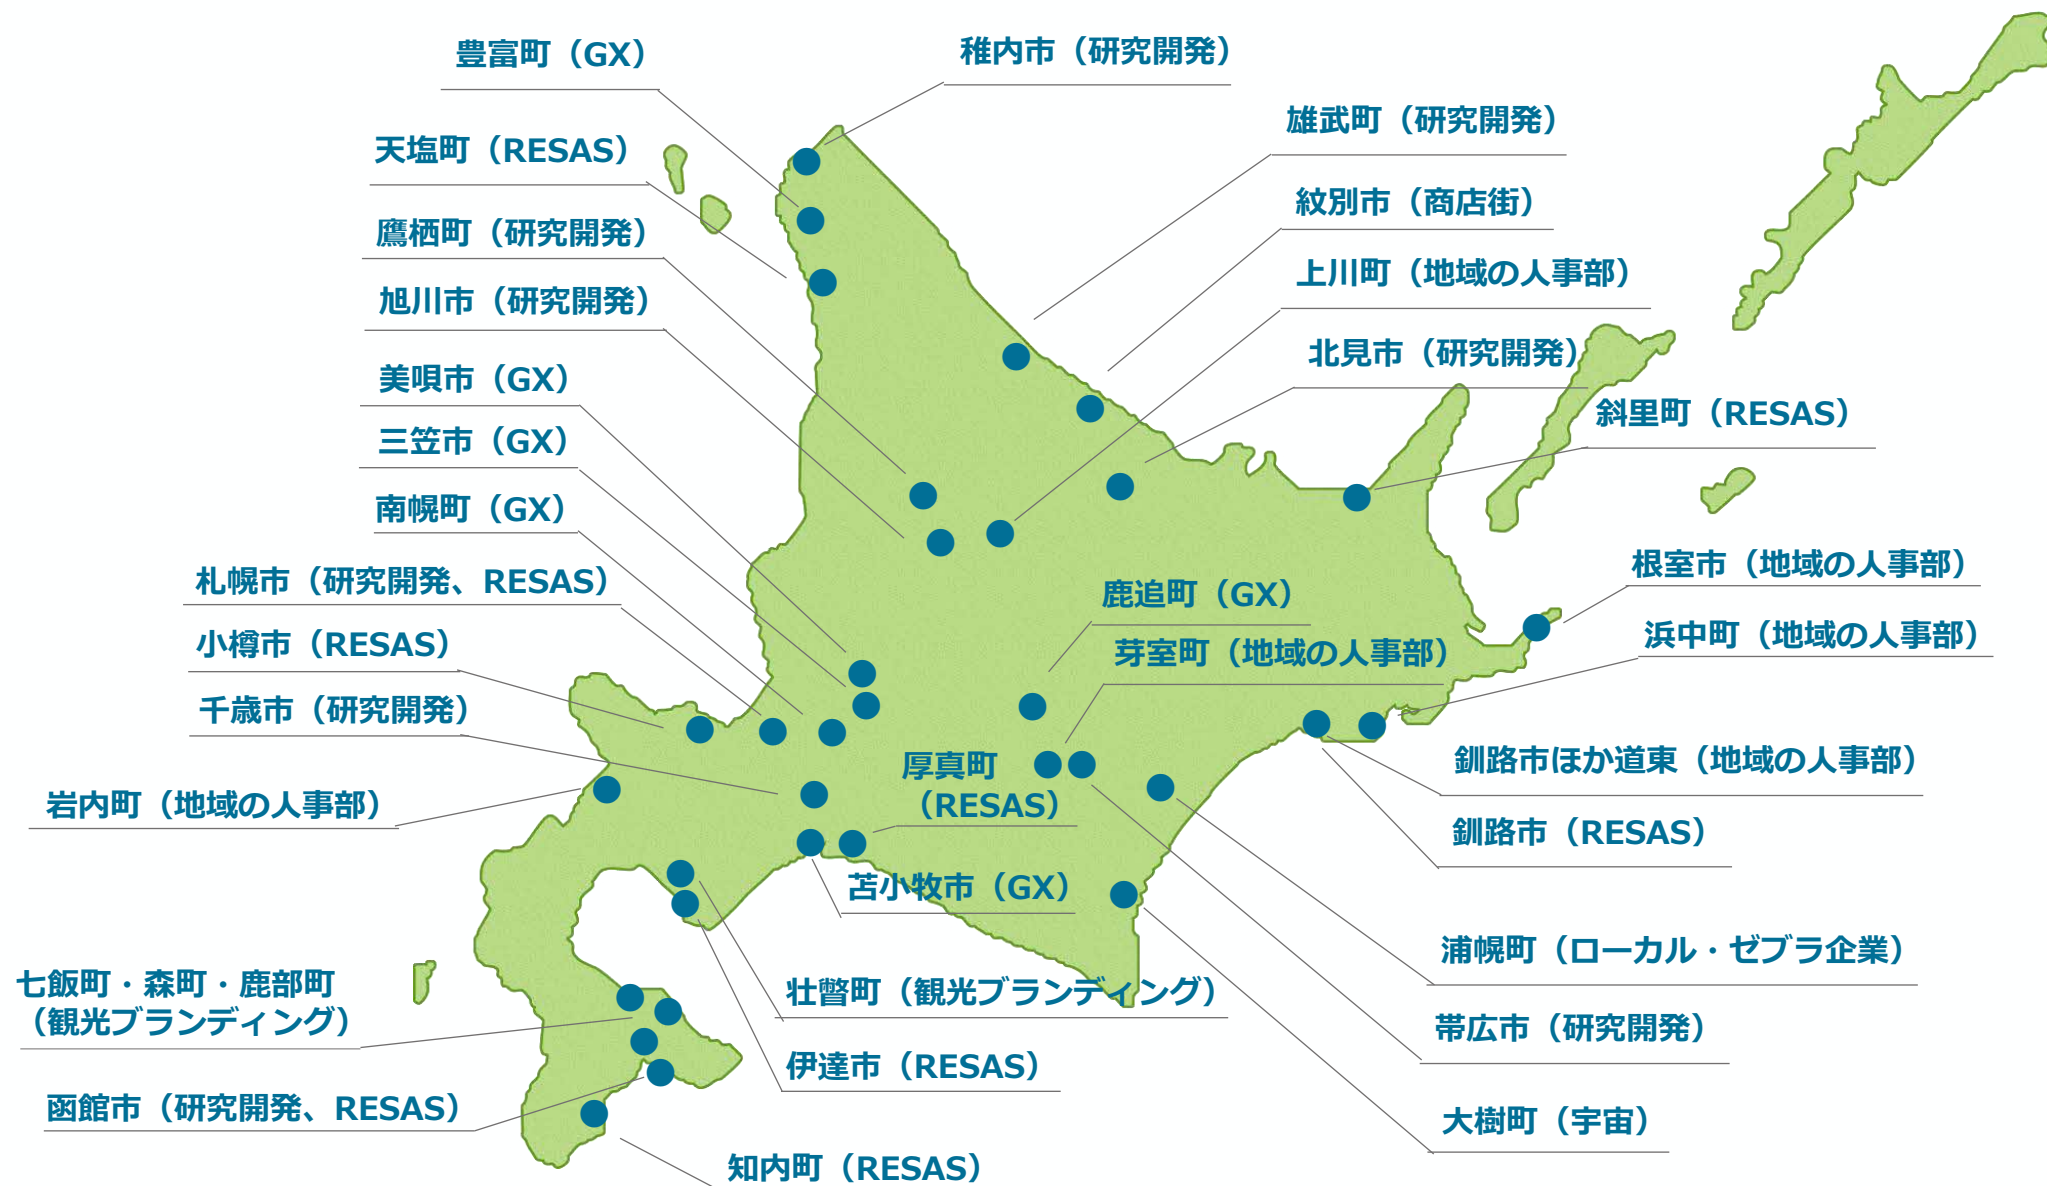 豊富町（GX）
稚内市（研究開発）
天塩町（RESAS）
雄武町（研究開発）
鷹栖町（研究開発）
紋別市（商店街）
旭川市（研究開発）
上川町（地域の人事部）
美唄市（GX）
北見市（研究開発）
三笠市（GX）
斜里町（RESAS）
南幌町（GX）
札幌市（研究開発、RESAS）
根室市（地域の人事部）
鹿追町（GX）
小樽市（RESAS）
浜中町（地域の人事部）
芽室町（地域の人事部）
千歳市（研究開発）
厚真町
（RESAS）
釧路市ほか道東（地域の人事部）
岩内町（地域の人事部）
釧路市（RESAS）
苫小牧市（GX）
浦幌町（ローカル・ゼブラ企業）
七飯町・森町・鹿部町
（観光ブランディング）
壮瞥町（観光ブランディング）
帯広市（研究開発）
伊達市（RESAS）
函館市（研究開発、RESAS）
大樹町（宇宙）
知内町（RESAS）